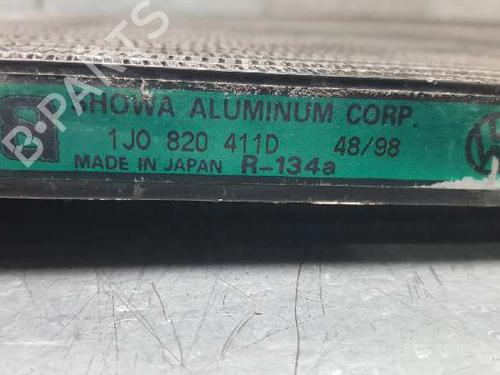 SHOWA ALUMINUM CORP.
1J0 820 411D 48/98
MADE IN JAPAN R-134a
B-PARTS